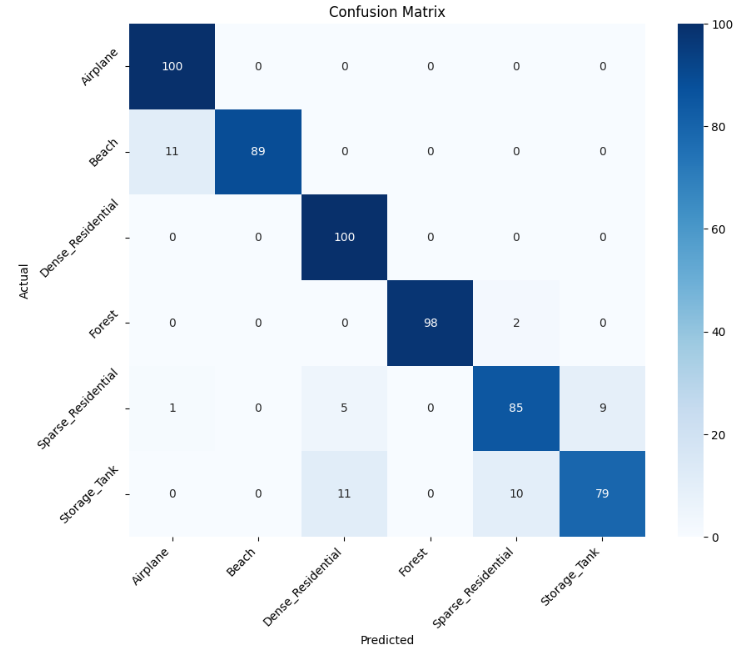 Confusion Matrix
Actual
Airplane 100 0 0 0 0 0
Beach 11 89 0 0 0 0
Dense_Residential 0 0 100 0 0 0
Forest 0 0 0 98 2 0
Sparse_Residential 1 0 5 0 85 9
Storage_Tank 0 0 11 0 10 79
Airplane Beach Dense_Residential Forest Sparse_Residential Storage_Tank
Predicted
100
80
60
40
20
0